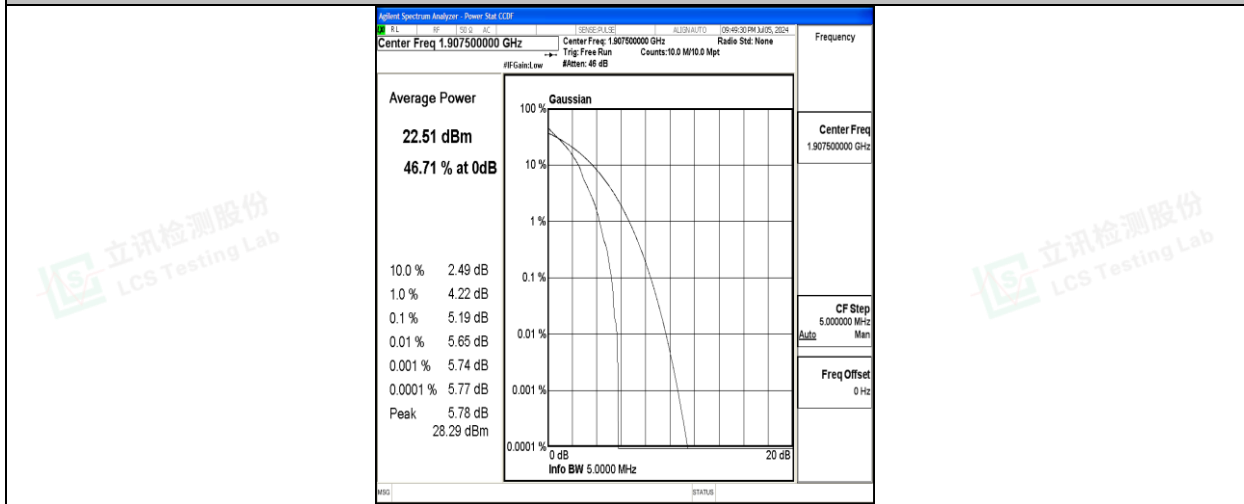 Agilent Spectrum Analyzer - Power Stat CCDF
RL RF 50 Ω AC SENSE:PULSE ALIGN AUTO 09:49:30 PM Jul 05, 2024
Center Freq 1.907500000 GHz
Center Freq: 1.907500000 GHz Radio Std: None
Trig: Free Run Counts:10.0 M/10.0 Mpt
#IFGain:Low #Atten: 46 dB
Frequency
Average Power
22.51 dBm
46.71 % at 0dB
10.0 % 2.49 dB
1.0 % 4.22 dB
0.1 % 5.19 dB
0.01 % 5.65 dB
0.001 % 5.74 dB
0.0001 % 5.77 dB
Peak 5.78 dB
28.29 dBm
Gaussian
100 %
10 %
1 %
0.1 %
0.01 %
0.001 %
0.0001 %
0 dB 20 dB
Info BW 5.0000 MHz
Center Freq
1.907500000 GHz
CF Step
5.000000 MHz
Auto Man
Freq Offset
0 Hz
MSG STATUS
立讯检测股份
LCS Testing Lab
立讯检测股份
LCS Testing Lab